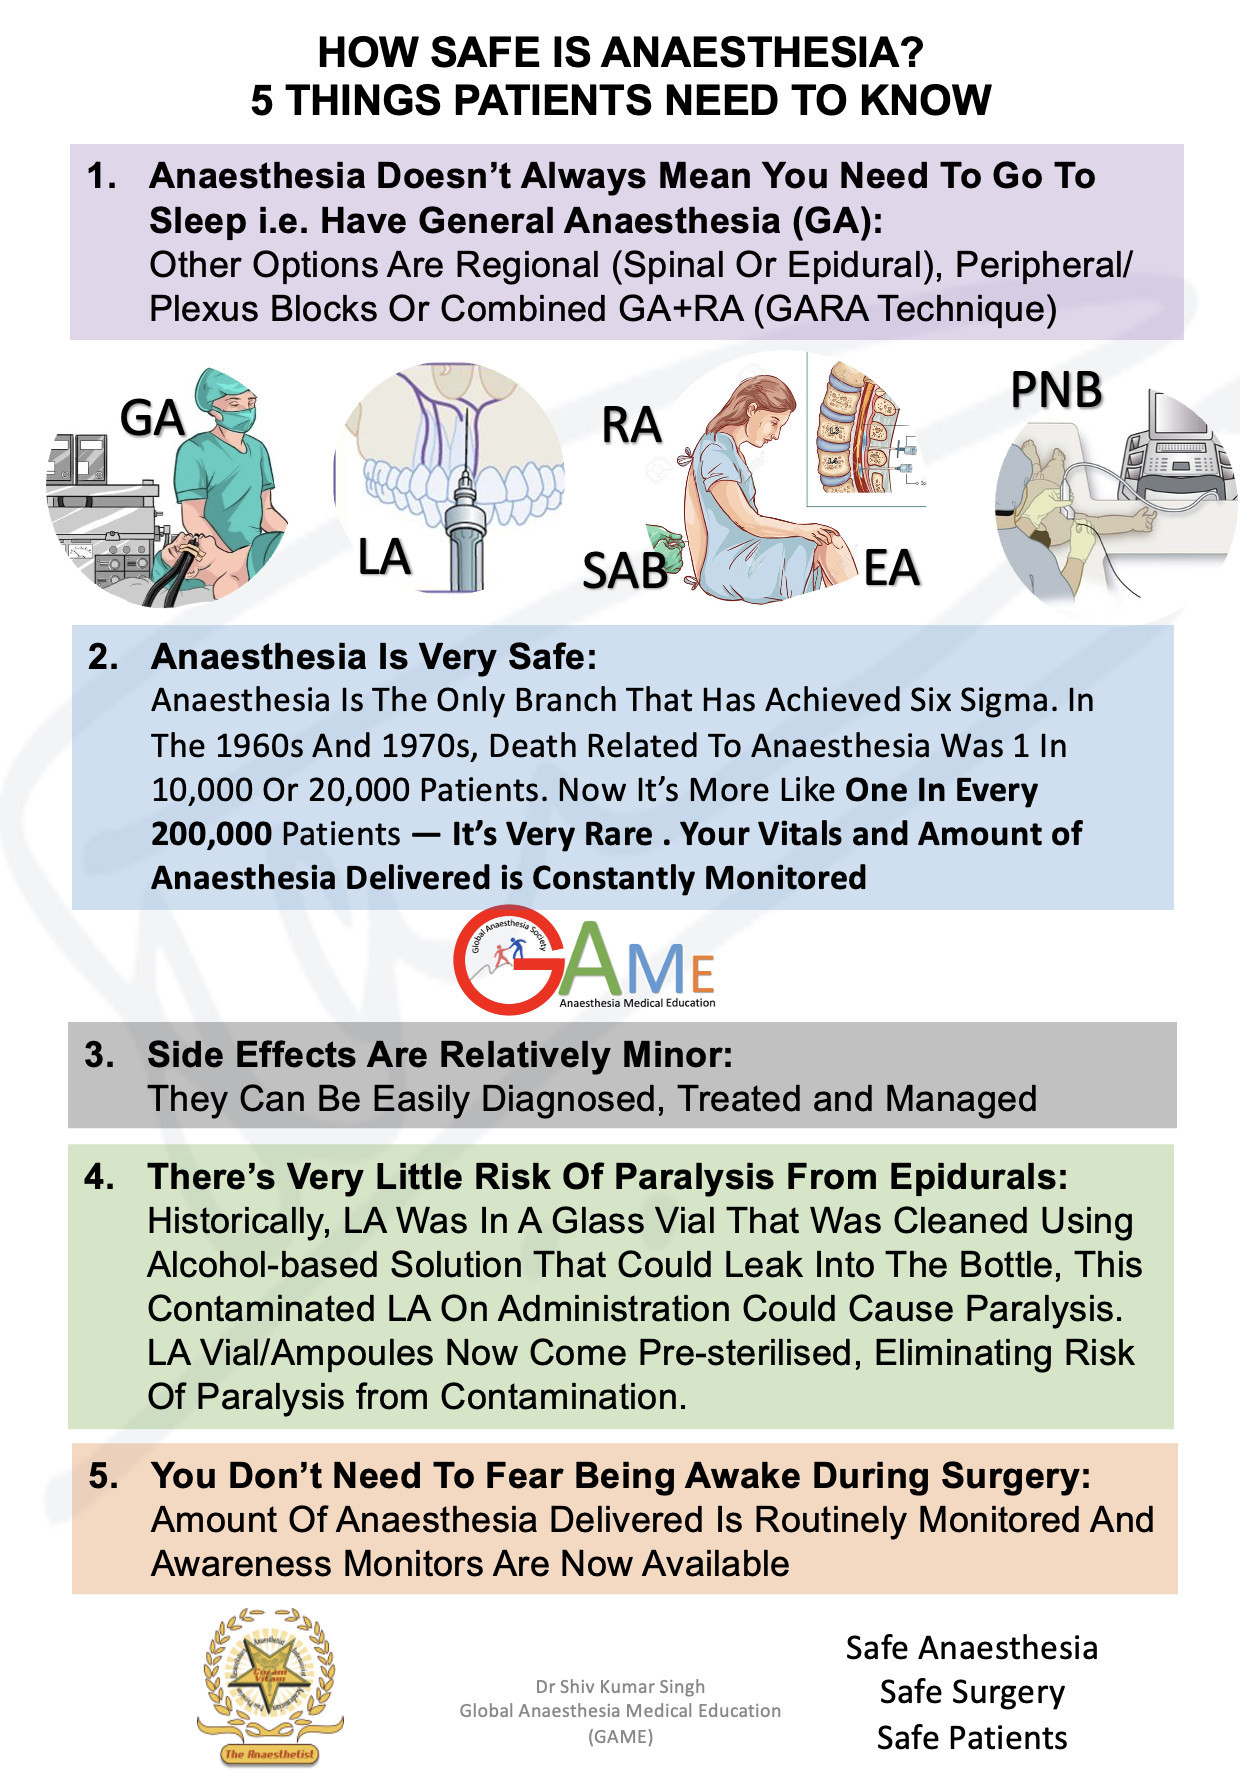 HOW SAFE IS ANAESTHESIA?
5 THINGS PATIENTS NEED TO KNOW
1. Anaesthesia Doesn’t Always Mean You Need To Go To
Sleep i.e. Have General Anaesthesia (GA):
Other Options Are Regional (Spinal Or Epidural), Peripheral/
Plexus Blocks Or Combined GA+RA (GARA Technique)
GA
LA
RA
SAB
EA
PNB
2. Anaesthesia Is Very Safe:
Anaesthesia Is The Only Branch That Has Achieved Six Sigma. In
The 1960s And 1970s, Death Related To Anaesthesia Was 1 In
10,000 Or 20,000 Patients. Now It’s More Like One In Every
200,000 Patients — It’s Very Rare . Your Vitals and Amount of
Anaesthesia Delivered is Constantly Monitored
Global Anaesthesia Society
GAME
Anaesthesia Medical Education
3. Side Effects Are Relatively Minor:
They Can Be Easily Diagnosed, Treated and Managed
4. There’s Very Little Risk Of Paralysis From Epidurals:
Historically, LA Was In A Glass Vial That Was Cleaned Using
Alcohol-based Solution That Could Leak Into The Bottle, This
Contaminated LA On Administration Could Cause Paralysis.
LA Vial/Ampoules Now Come Pre-sterilised, Eliminating Risk
Of Paralysis from Contamination.
5. You Don’t Need To Fear Being Awake During Surgery:
Amount Of Anaesthesia Delivered Is Routinely Monitored And
Awareness Monitors Are Now Available
Coram
Vitam
The Anaesthetist
Dr Shiv Kumar Singh
Global Anaesthesia Medical Education
(GAME)
Safe Anaesthesia
Safe Surgery
Safe Patients